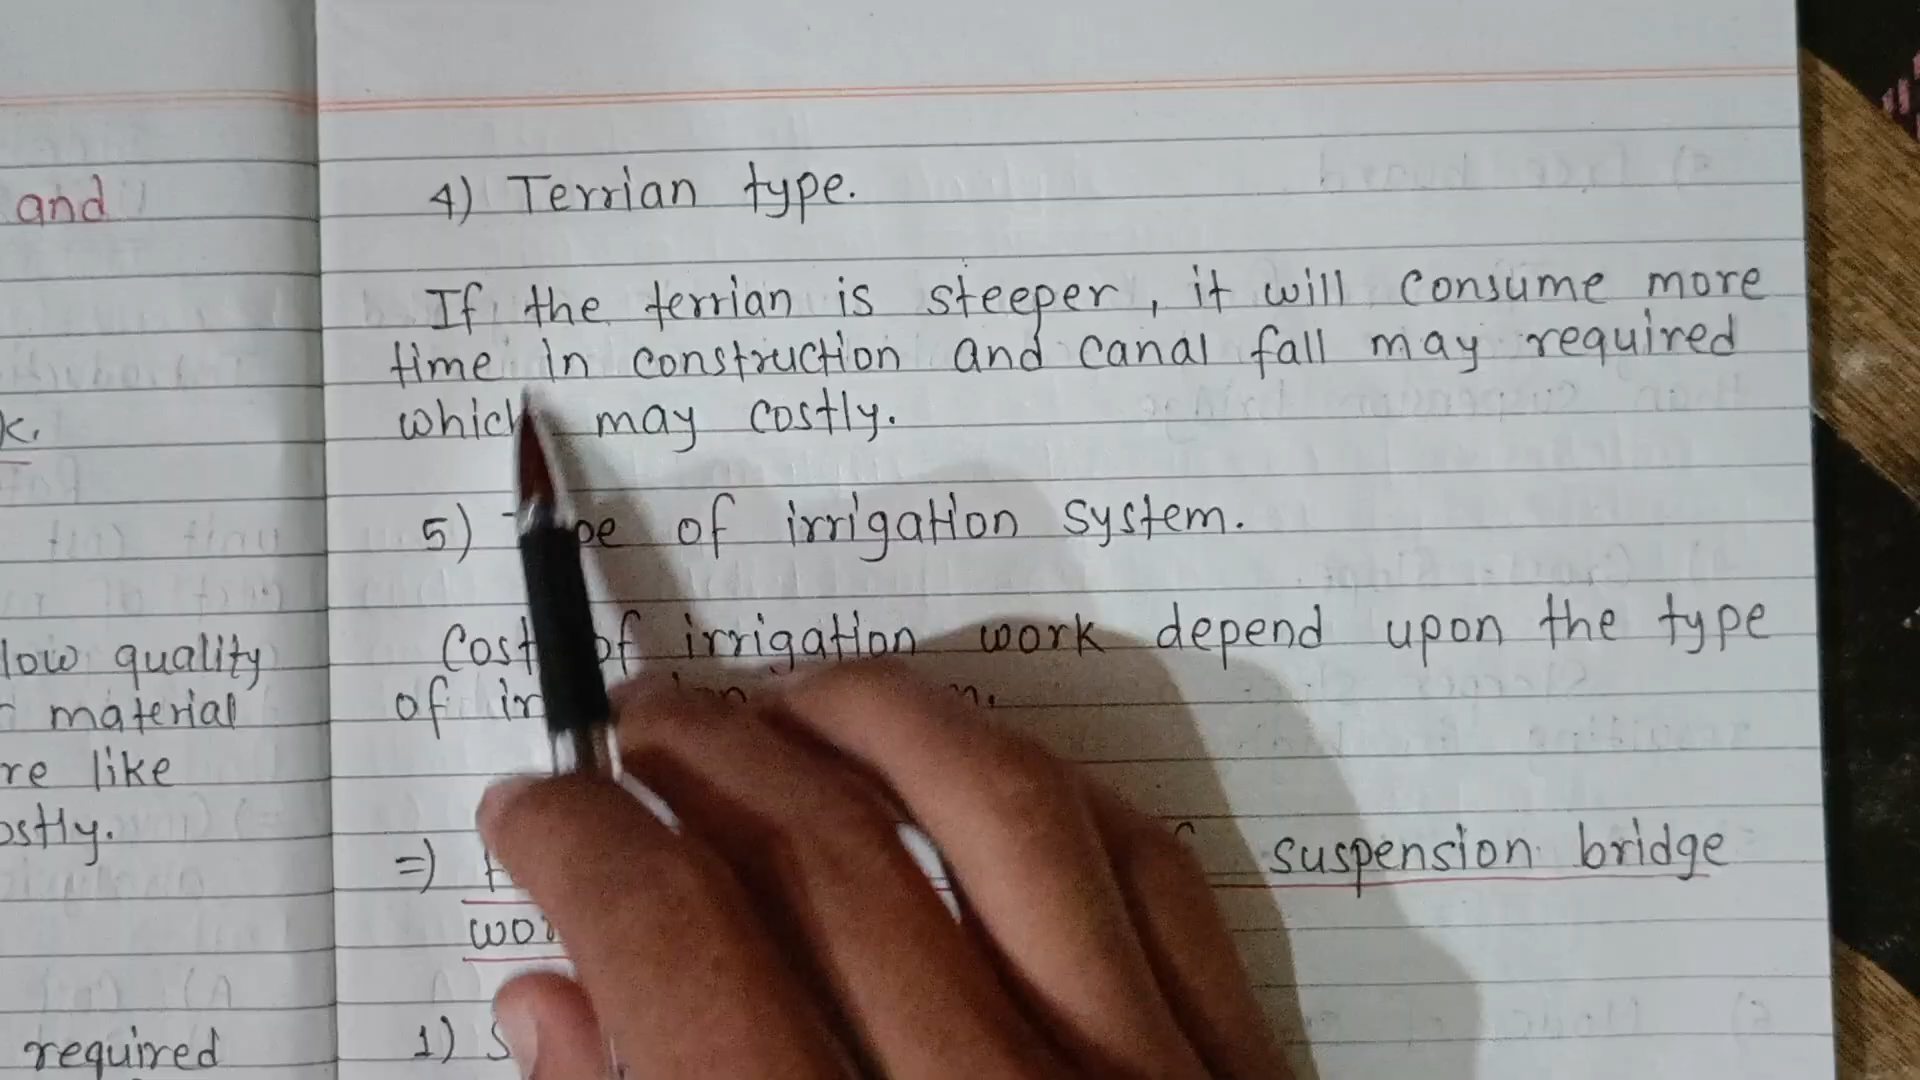 and
k.
low quality
material
re like
ostly.
required
4) Terrian type.
If the terrian is steeper, it will consume more
time in construction and canal fall may required
which may costly.
5) of irrigation system.
Cost of irrigation work depend upon the type
of
=) suspension bridge
1)